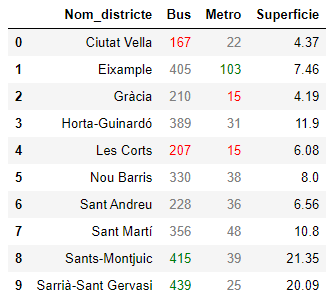 Nom_districte Bus Metro Superficie
0 Ciutat Vella 167 22 4.37
1 Eixample 405 103 7.46
2 Gràcia 210 15 4.19
3 Horta-Guinardó 389 31 11.9
4 Les Corts 207 15 6.08
5 Nou Barris 330 38 8.0
6 Sant Andreu 228 36 6.56
7 Sant Martí 356 48 10.8
8 Sants-Montjuic 415 39 21.35
9 Sarrià-Sant Gervasi 439 25 20.09